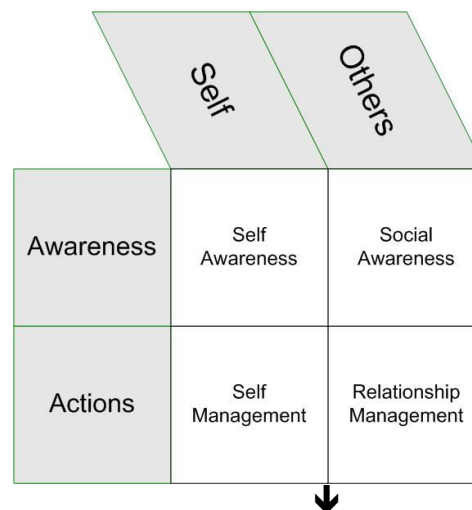 Self
Others
Awareness
Self
Awareness
Social
Awareness
Actions
Self
Management
Relationship
Management